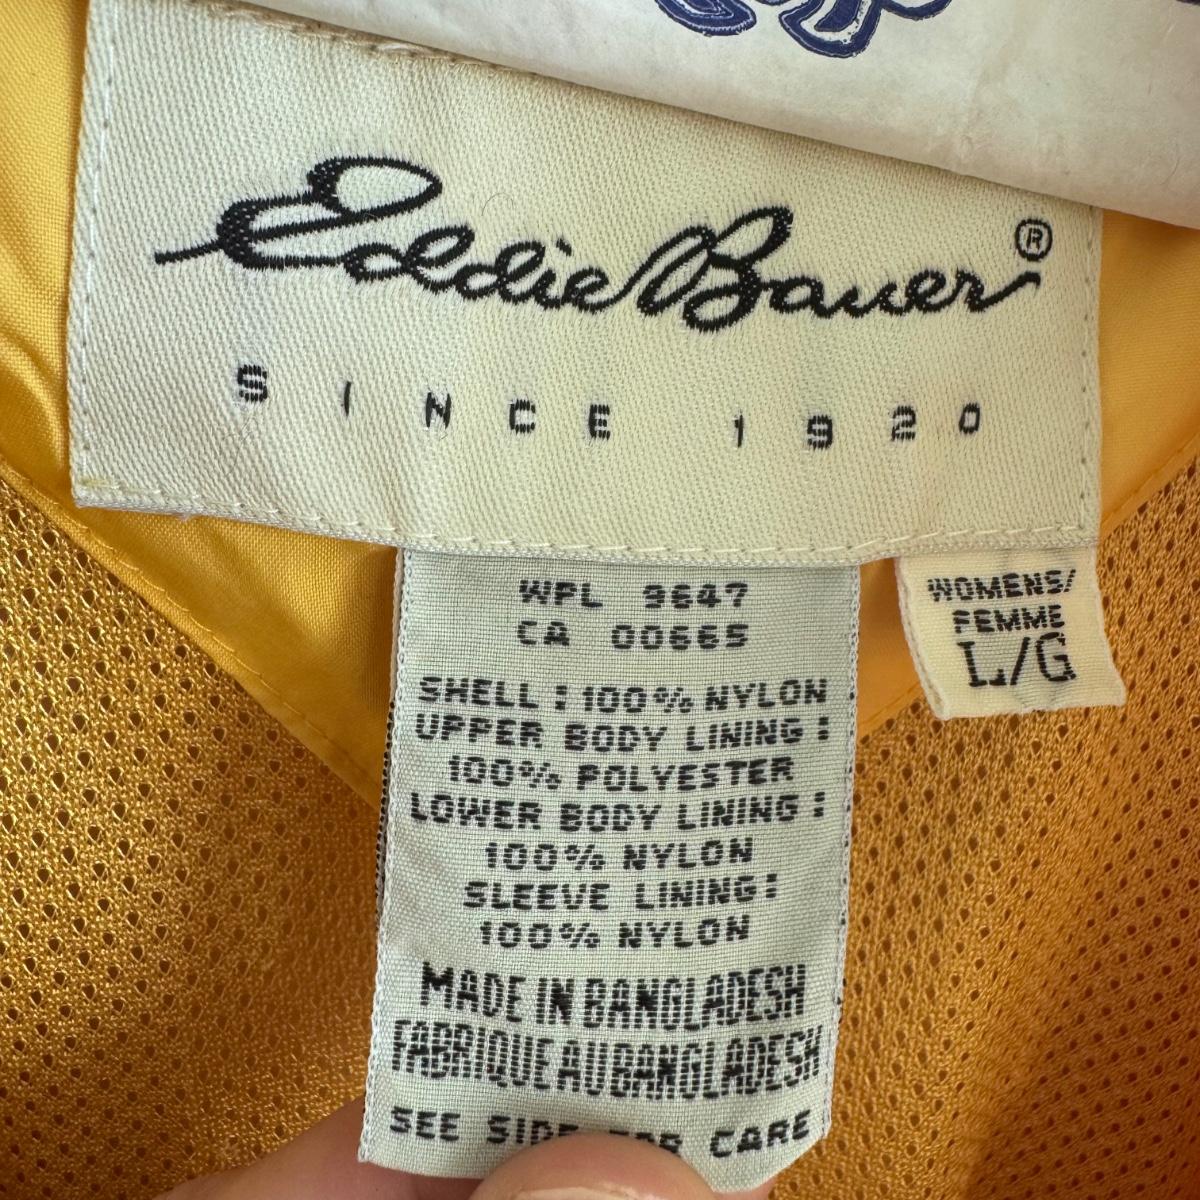 Eddie Bauer®
SINCE 1920
WPL 9647
CA 00665
SHELL : 100% NYLON
UPPER BODY LINING :
100% POLYESTER
LOWER BODY LINING :
100% NYLON
SLEEVE LINING:
100% NYLON
MADE IN BANGLADESH
FABRIQUE AU BANGLADESH
SEE SIDE FOR CARE
WOMENS/
FEMME
L/G